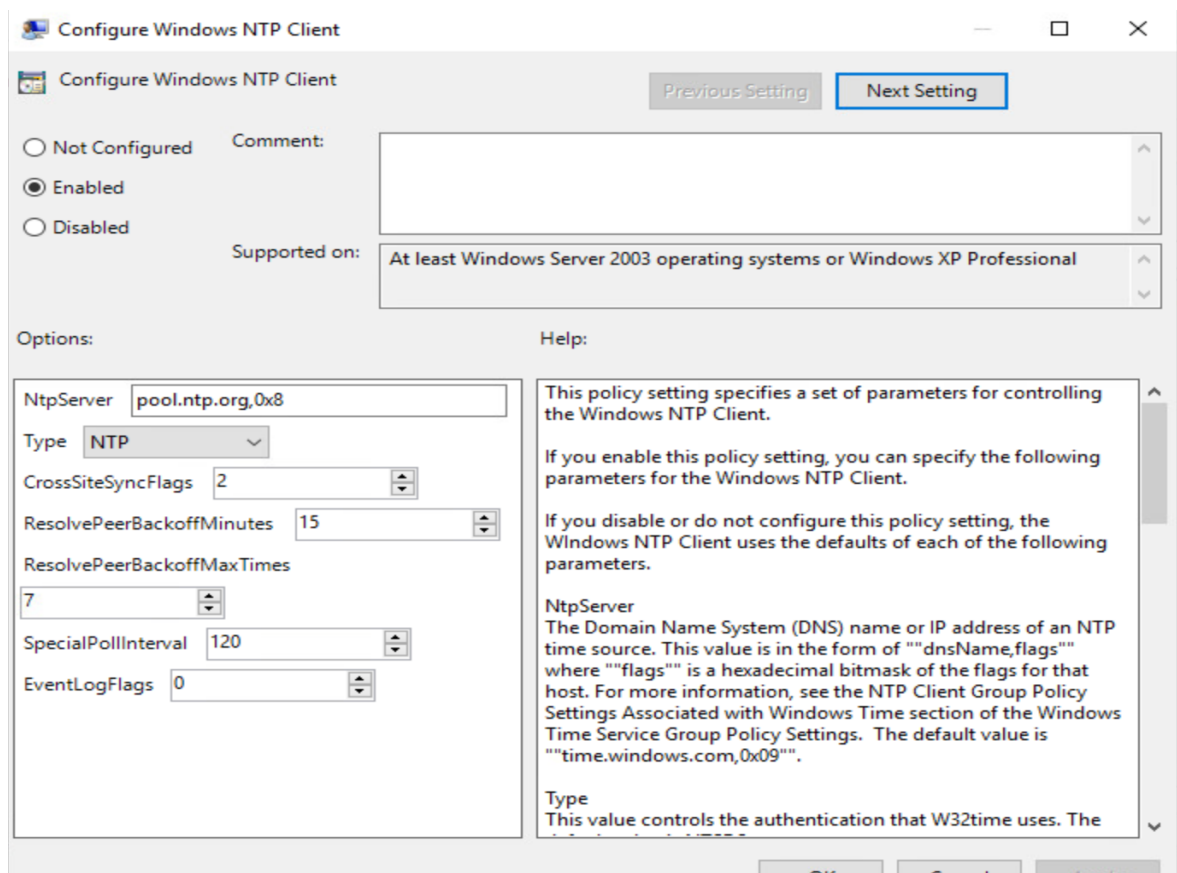 Configure Windows NTP Client
Configure Windows NTP Client
Previous Setting
Next Setting
Not Configured
Comment:
Enabled
Disabled
Supported on:
At least Windows Server 2003 operating systems or Windows XP Professional
Options:
Help:
NtpServer pool.ntp.org,0x8
Type NTP
CrossSiteSyncFlags 2
ResolvePeerBackoffMinutes 15
ResolvePeerBackoffMaxTimes
7
SpecialPollInterval 120
EventLogFlags 0
This policy setting specifies a set of parameters for controlling
the Windows NTP Client.
If you enable this policy setting, you can specify the following
parameters for the Windows NTP Client.
If you disable or do not configure this policy setting, the
WIndows NTP Client uses the defaults of each of the following
parameters.
NtpServer
The Domain Name System (DNS) name or IP address of an NTP
time source. This value is in the form of ""dnsName,flags""
where ""flags"" is a hexadecimal bitmask of the flags for that
host. For more information, see the NTP Client Group Policy
Settings Associated with Windows Time section of the Windows
Time Service Group Policy Settings.  The default value is
""time.windows.com,0x09"".
Type
This value controls the authentication that W32time uses. The